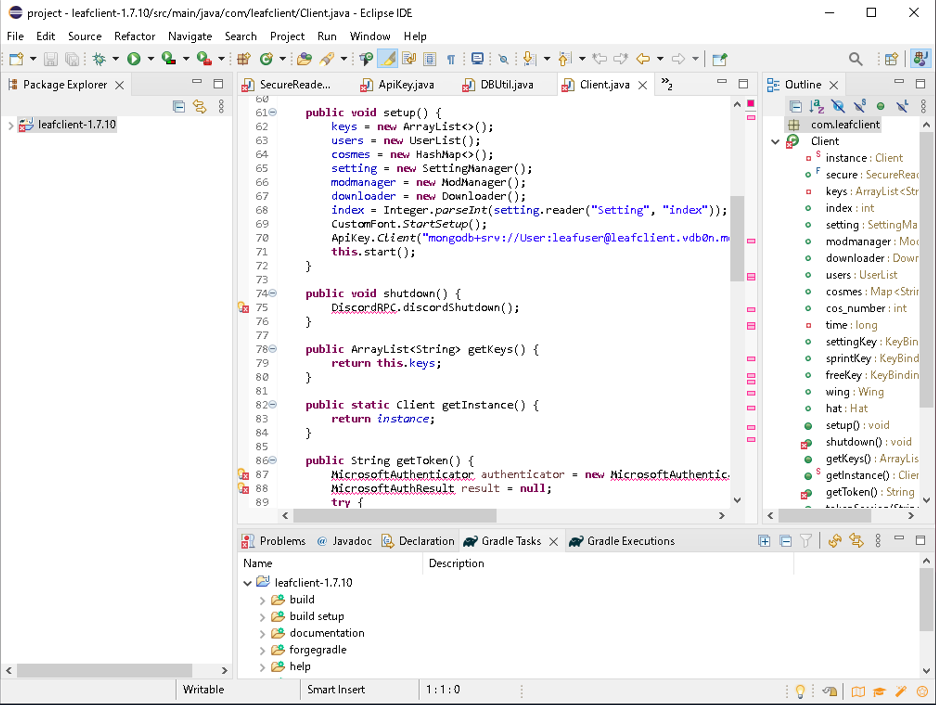 project - leafclient-1.7.10/src/main/java/com/leafclient/Client.java - Eclipse IDE
File Edit Source Refactor Navigate Search Project Run Window Help
Package Explorer
leafclient-1.7.10
SecureReade... ApiKey.java DBUtil.java Client.java »2
60
61 public void setup() {
62 keys = new ArrayList<>();
63 users = new UserList();
64 cosmes = new HashMap<>();
65 setting = new SettingManager();
66 modmanager = new ModManager();
67 downloader = new Downloader();
68 index = Integer.parseInt(setting.reader("Setting", "index"));
69 CustomFont.StartSetup();
70 ApiKey.Client("mongodb+srv://User:leafuser@leafclient.vdb0n.m
71 this.start();
72 }
73
74 public void shutdown() {
75 DiscordRPC.discordShutdown();
76 }
77
78 public ArrayList<String> getKeys() {
79 return this.keys;
80 }
81
82 public static Client getInstance() {
83 return instance;
84 }
85
86 public String getToken() {
87 MicrosoftAuthenticator authenticator = new MicrosoftAuthentic
88 MicrosoftAuthResult result = null;
89 try {
Outline
com.leafclient
Client
instance : Client
secure : SecureRead
keys : ArrayList<Str
index : int
setting : SettingMa
modmanager : Moc
downloader : Down
users : UserList
cosmes : Map<Strin
cos_number : int
time : long
settingKey : KeyBin
sprintKey : KeyBind
freeKey : KeyBindin
wing : Wing
hat : Hat
setup() : void
shutdown() : void
getKeys() : ArrayLis
getInstance() : Clien
getToken() : String
Problems Javadoc Declaration Gradle Tasks Gradle Executions
Name Description
leafclient-1.7.10
build
build setup
documentation
forgegradle
help
Writable Smart Insert 1 : 1 : 0